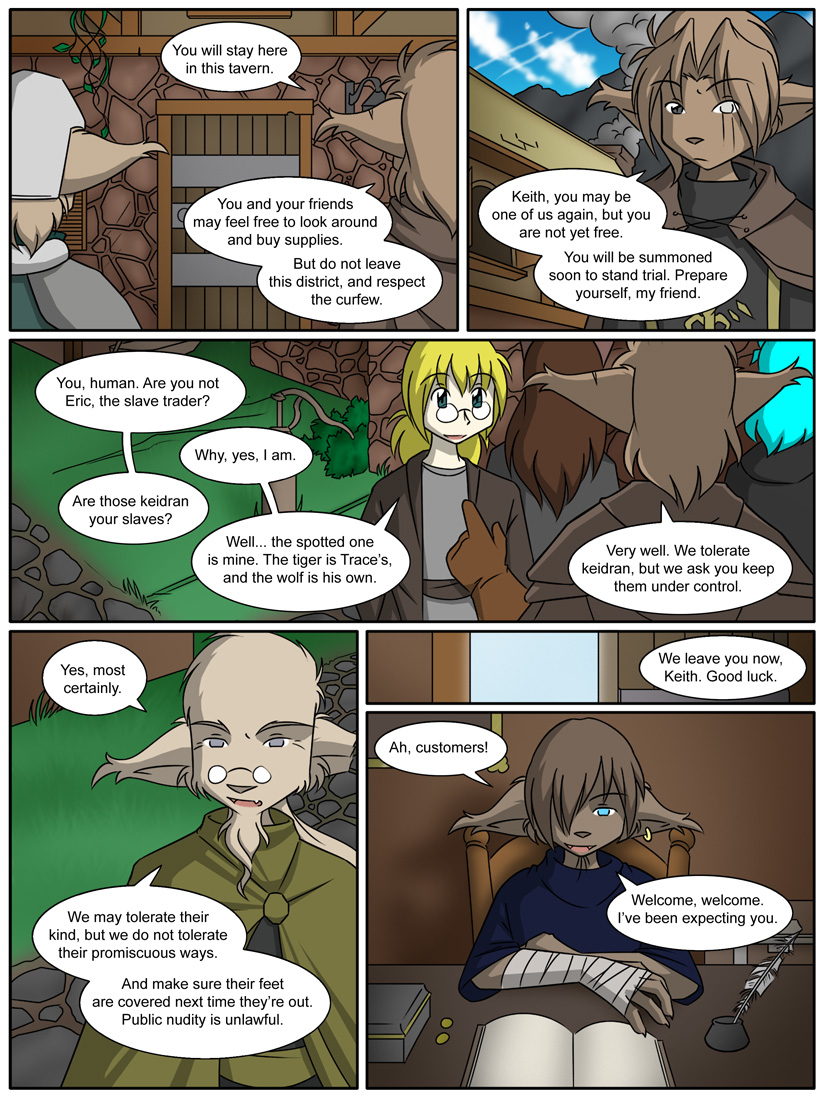 You will stay here
in this tavern.
You and your friends
may feel free to look around
and buy supplies.
But do not leave
this district, and respect
the curfew.
Keith, you may be
one of us again, but you
are not yet free.
You will be summoned
soon to stand trial. Prepare
yourself, my friend.
You, human. Are you not
Eric, the slave trader?
Are those keidran
your slaves?
Why, yes, I am.
Well... the spotted one
is mine. The tiger is Trace's,
and the wolf is his own.
Very well. We tolerate
keidran, but we ask you keep
them under control.
Yes, most
certainly.
We may tolerate their
kind, but we do not tolerate
their promiscuous ways.
And make sure their feet
are covered next time they're out.
Public nudity is unlawful.
We leave you now,
Keith. Good luck.
Ah, customers!
Welcome, welcome.
I've been expecting you.